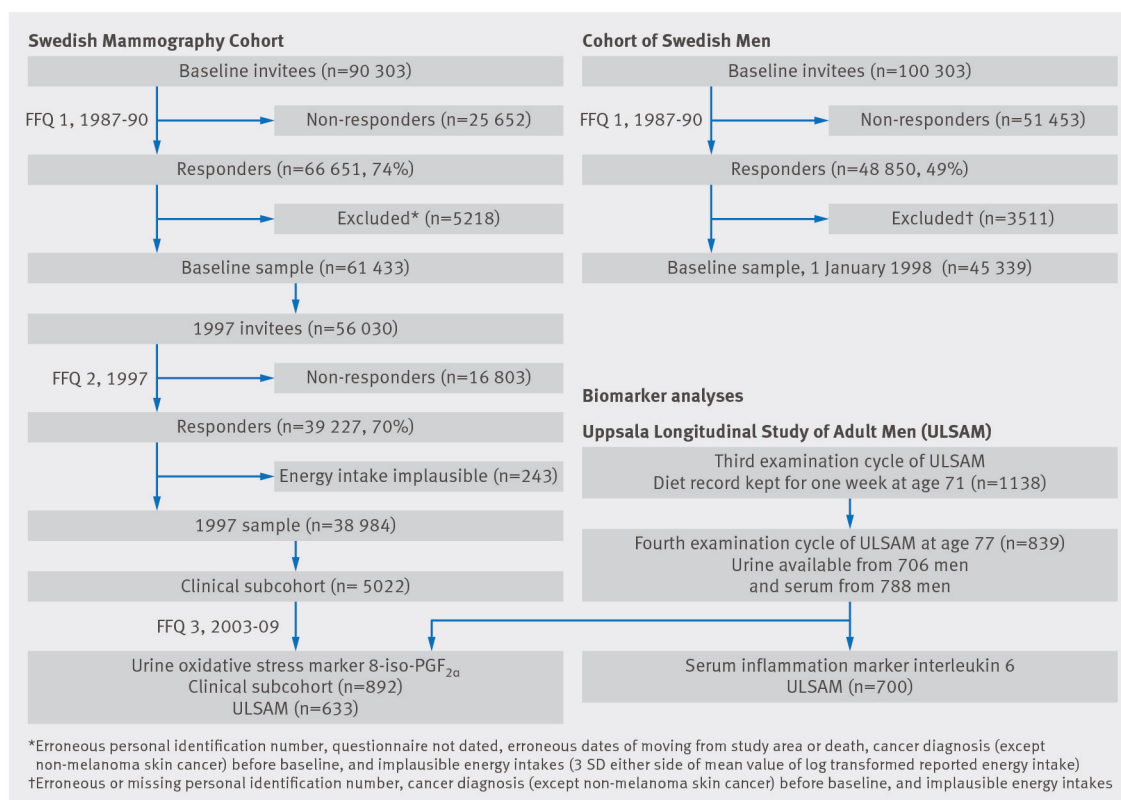 Swedish Mammography Cohort
Baseline invitees (n=90 303)
FFQ 1, 1987-90
Non-responders (n=25 652)
Responders (n=66 651, 74%)
Excluded* (n=5218)
Baseline sample (n=61 433)
1997 invitees (n=56 030)
FFQ 2, 1997
Non-responders (n=16 803)
Responders (n=39 227, 70%)
Energy intake implausible (n=243)
1997 sample (n=38 984)
Clinical subcohort (n= 5022)
FFQ 3, 2003-09
Urine oxidative stress marker 8-iso-PGF2α
Clinical subcohort (n=892)
ULSAM (n=633)
Cohort of Swedish Men
Baseline invitees (n=100 303)
FFQ 1, 1987-90
Non-responders (n=51 453)
Responders (n=48 850, 49%)
Excluded† (n=3511)
Baseline sample, 1 January 1998 (n=45 339)
Biomarker analyses
Uppsala Longitudinal Study of Adult Men (ULSAM)
Third examination cycle of ULSAM
Diet record kept for one week at age 71 (n=1138)
Fourth examination cycle of ULSAM at age 77 (n=839)
Urine available from 706 men
and serum from 788 men
Serum inflammation marker interleukin 6
ULSAM (n=700)
*Erroneous personal identification number, questionnaire not dated, erroneous dates of moving from study area or death, cancer diagnosis (except
non-melanoma skin cancer) before baseline, and implausible energy intakes (3 SD either side of mean value of log transformed reported energy intake)
†Erroneous or missing personal identification number, cancer diagnosis (except non-melanoma skin cancer) before baseline, and implausible energy intakes